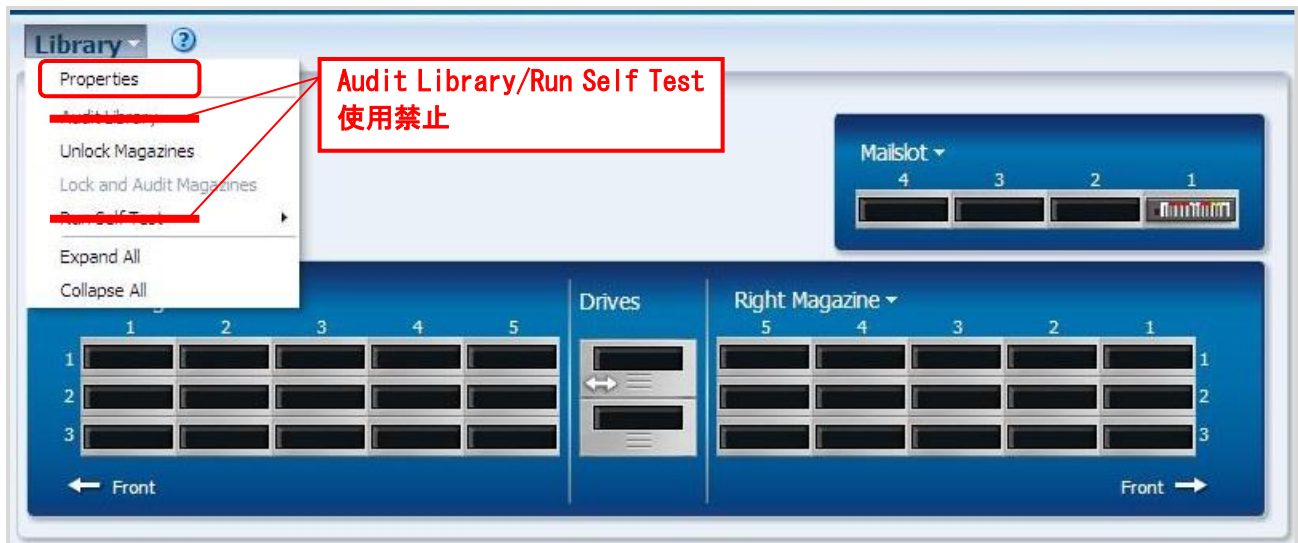 Library
?
Properties
Audit Library
Unlock Magazines
Lock and Audit Magazines
Run Self Test
Expand All
Collapse All
Audit Library/Run Self Test
使用禁止
Mailslot
4 3 2 1
Drives
Right Magazine
1 2 3 4 5
5 4 3 2 1
1
2
3
1
2
3
Front
Front